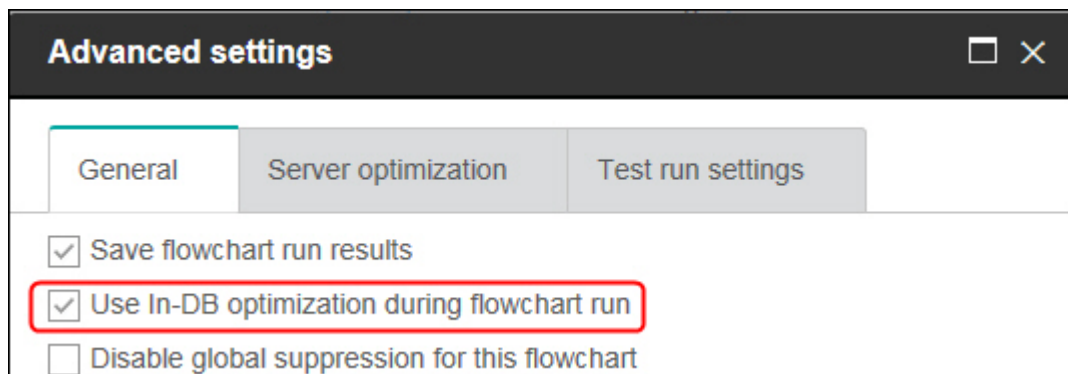 Advanced settings
General
Server optimization
Test run settings
Save flowchart run results
Use In-DB optimization during flowchart run
Disable global suppression for this flowchart